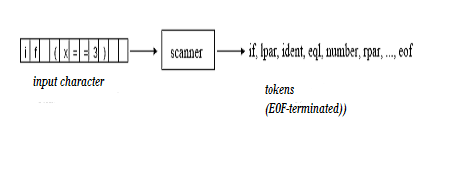 i f ( x = = 3 )
scanner
if, lpar, ident, eql, number, rpar, ..., eof
input character
tokens
(EOF-terminated))